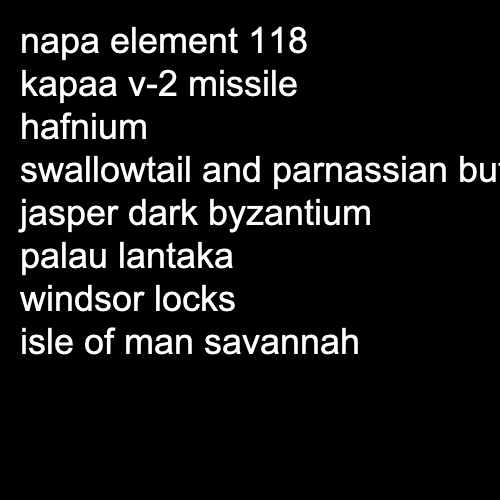 napa element 118
kapaa v-2 missile
hafnium
swallowtail and parnassian
jasper dark byzantium
palau lantaka
windsor locks
isle of man savannah